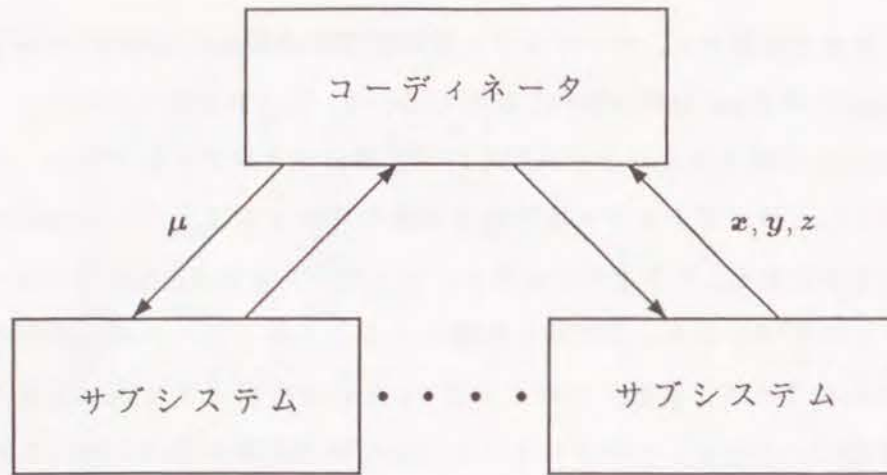 コーディネータ
μ
x, y, z
サブシステム
サブシステム